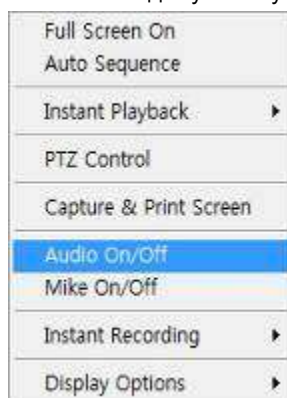 Full Screen On
Auto Sequence
Instant Playback
PTZ Control
Capture & Print Screen
Audio On/Off
Mike On/Off
Instant Recording
Display Options